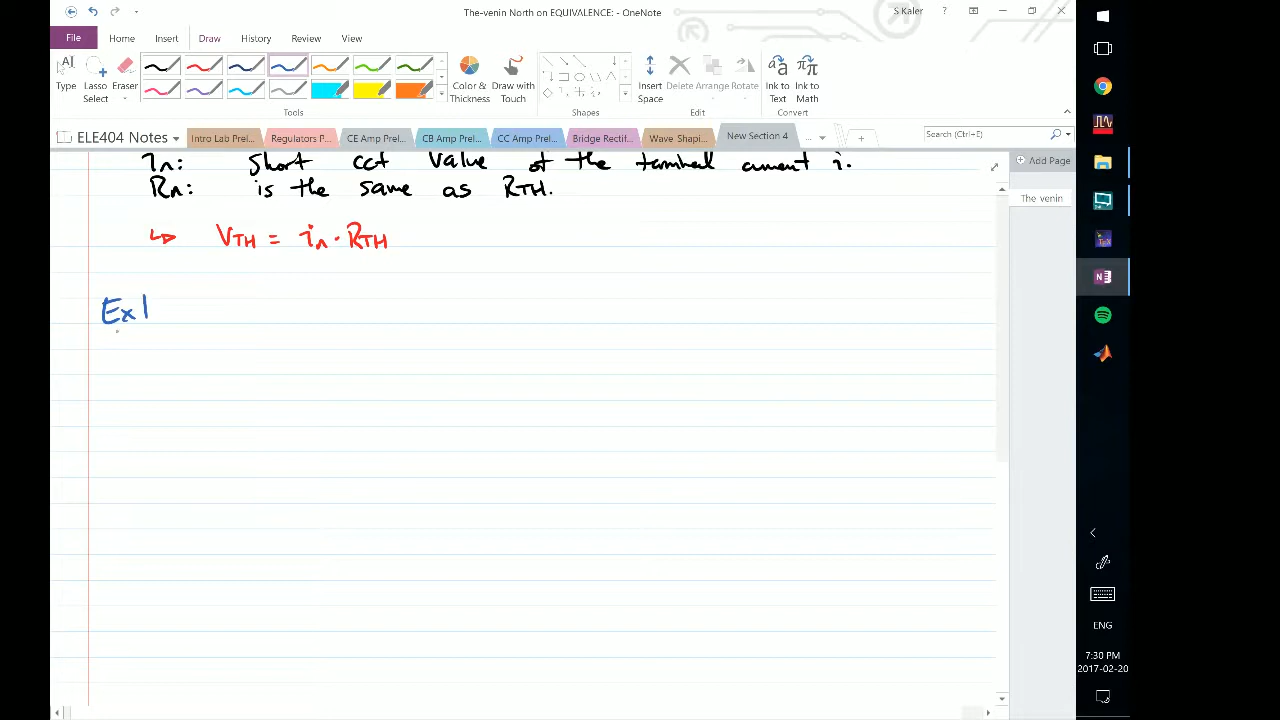 The-venin North on EQUIVALENCE: - OneNote
S Kaler
File Home Insert Draw History Review View
Type
Lasso Select
Eraser
Color & Thickness
Draw with Touch
Insert Space
Delete
Arrange
Rotate
Ink to Text
Ink to Math
Tools
Shapes
Edit
Convert
ELE404 Notes
Intro Lab Prel...
Regulators P...
CE Amp Prel...
CB Amp Prel...
CC Amp Prel...
Bridge Rectif...
Wave Shapi...
New Section 4
...
Search (Ctrl+E)
Add Page
The venin
in: short cct value of the terminal current i.
Rn: is the same as RTH.
↳ VTH = in · RTH
Ex 1
ENG
7:30 PM
2017-02-20